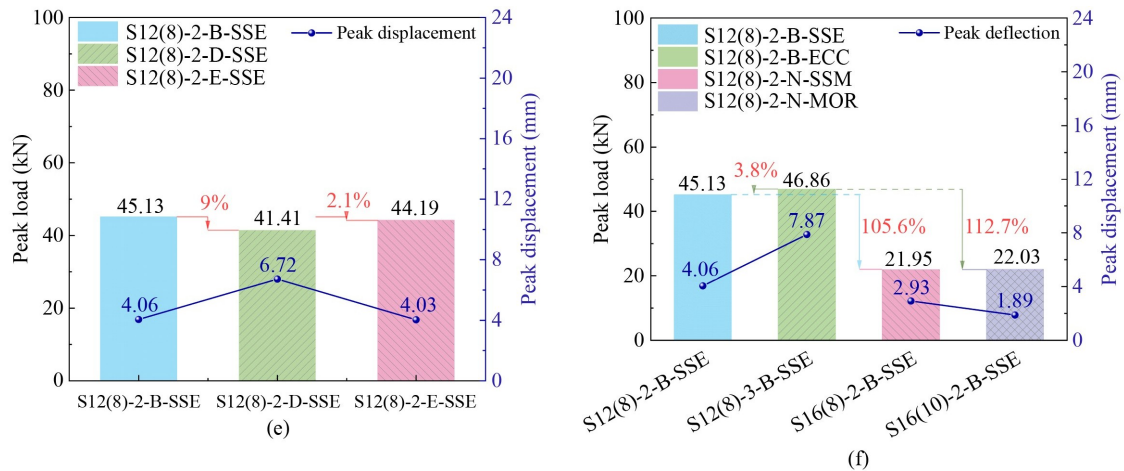 100
80
60
40
20
0
Peak load (kN)
S12(8)-2-B-SSE
S12(8)-2-D-SSE
S12(8)-2-E-SSE
Peak displacement
24
20
16
12
8
4
0
Peak displacement (mm)
45.13
9%
41.41
2.1%
44.19
4.06
6.72
4.03
S12(8)-2-B-SSE
S12(8)-2-D-SSE
S12(8)-2-E-SSE
(e)
100
80
60
40
20
0
Peak load (kN)
S12(8)-2-B-SSE
S12(8)-2-B-ECC
S12(8)-2-N-SSM
S12(8)-2-N-MOR
Peak deflection
24
20
16
12
8
4
0
Peak displacement (mm)
45.13
3.8%
46.86
105.6%
112.7%
21.95
22.03
4.06
7.87
2.93
1.89
S12(8)-2-B-SSE
S12(8)-3-B-SSE
S16(8)-2-B-SSE
S16(10)-2-B-SSE
(f)